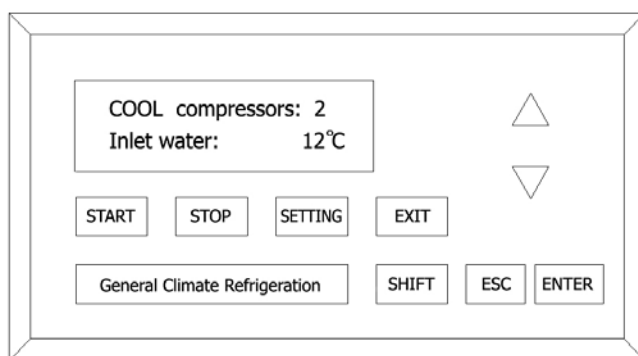 COOL compressors: 2
Inlet water: 12℃
START STOP SETTING EXIT
General Climate Refrigeration SHIFT ESC ENTER